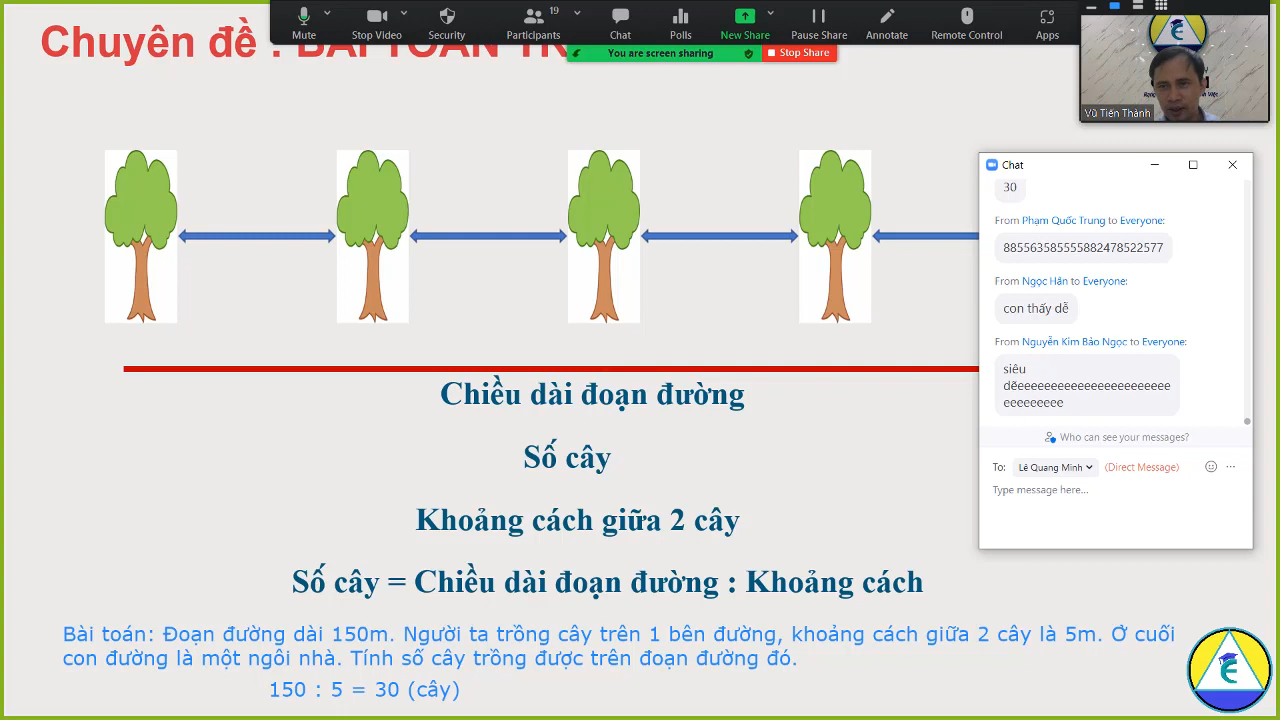 Mute
Stop Video
Security
19
Participants
Chat
Polls
New Share
Pause Share
Annotate
Remote Control
Apps
You are screen sharing
Stop Share
Chuyên đề : BÀI TOÁN TR
Vũ Tiến Thành
Chat
30
From Phạm Quốc Trung to Everyone:
885563585555882478522577
From Ngọc Hân to Everyone:
con thấy dễ
From Nguyễn Kim Bảo Ngọc to Everyone:
siêu
dễeeeeeeeeeeeeeeeeeeeeeee
eeeeeeeee
Who can see your messages?
To: Lê Quang Minh (Direct Message)
Type message here...
Chiều dài đoạn đường
Số cây
Khoảng cách giữa 2 cây
Số cây = Chiều dài đoạn đường : Khoảng cách
Bài toán: Đoạn đường dài 150m. Người ta trồng cây trên 1 bên đường, khoảng cách giữa 2 cây là 5m. Ở cuối
con đường là một ngôi nhà. Tính số cây trồng được trên đoạn đường đó.
150 : 5 = 30 (cây)